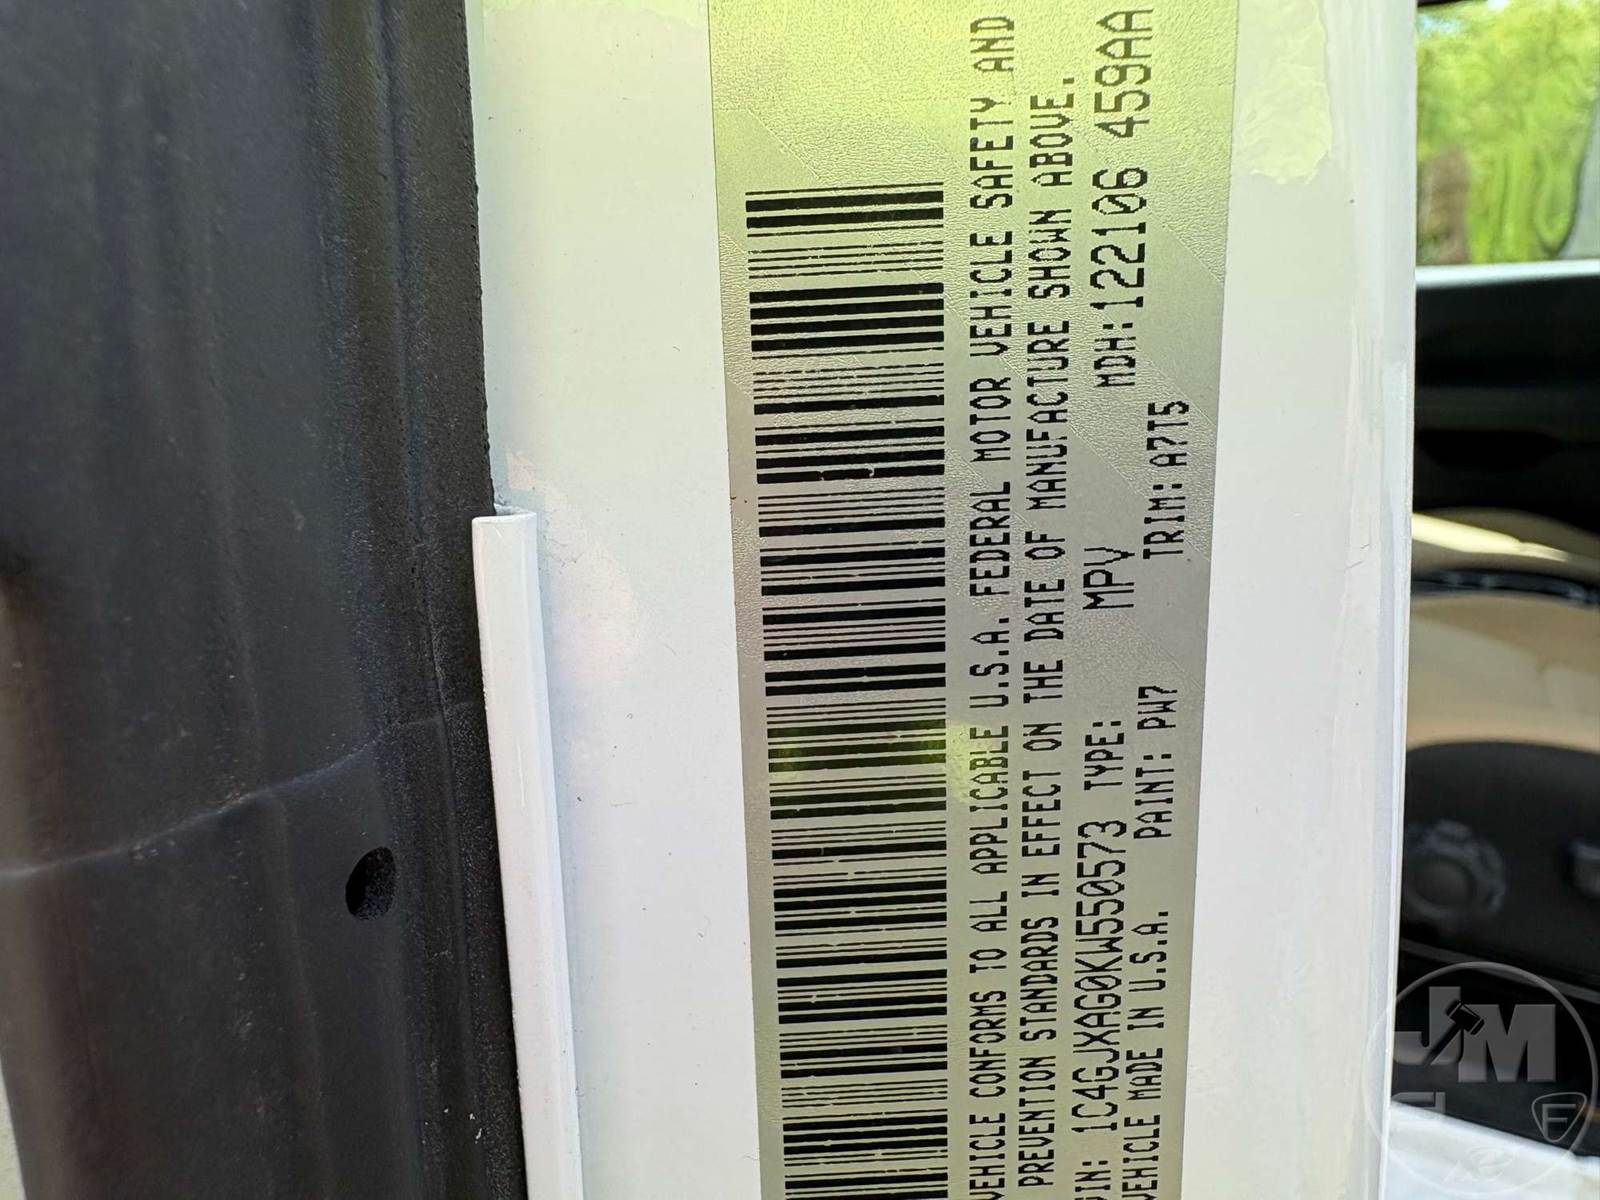 VEHICLE CONFORMS TO ALL APPLICABLE U.S.A. FEDERAL MOTOR VEHICLE SAFETY AND
PREVENTION STANDARDS IN EFFECT ON THE DATE OF MANUFACTURE SHOWN ABOVE.
VIN: 1C4GJXAG0KW550573 TYPE: MPV MDH:122106 459AA
VEHICLE MADE IN U.S.A. PAINT: PW7 TRIM:A7T5
JM